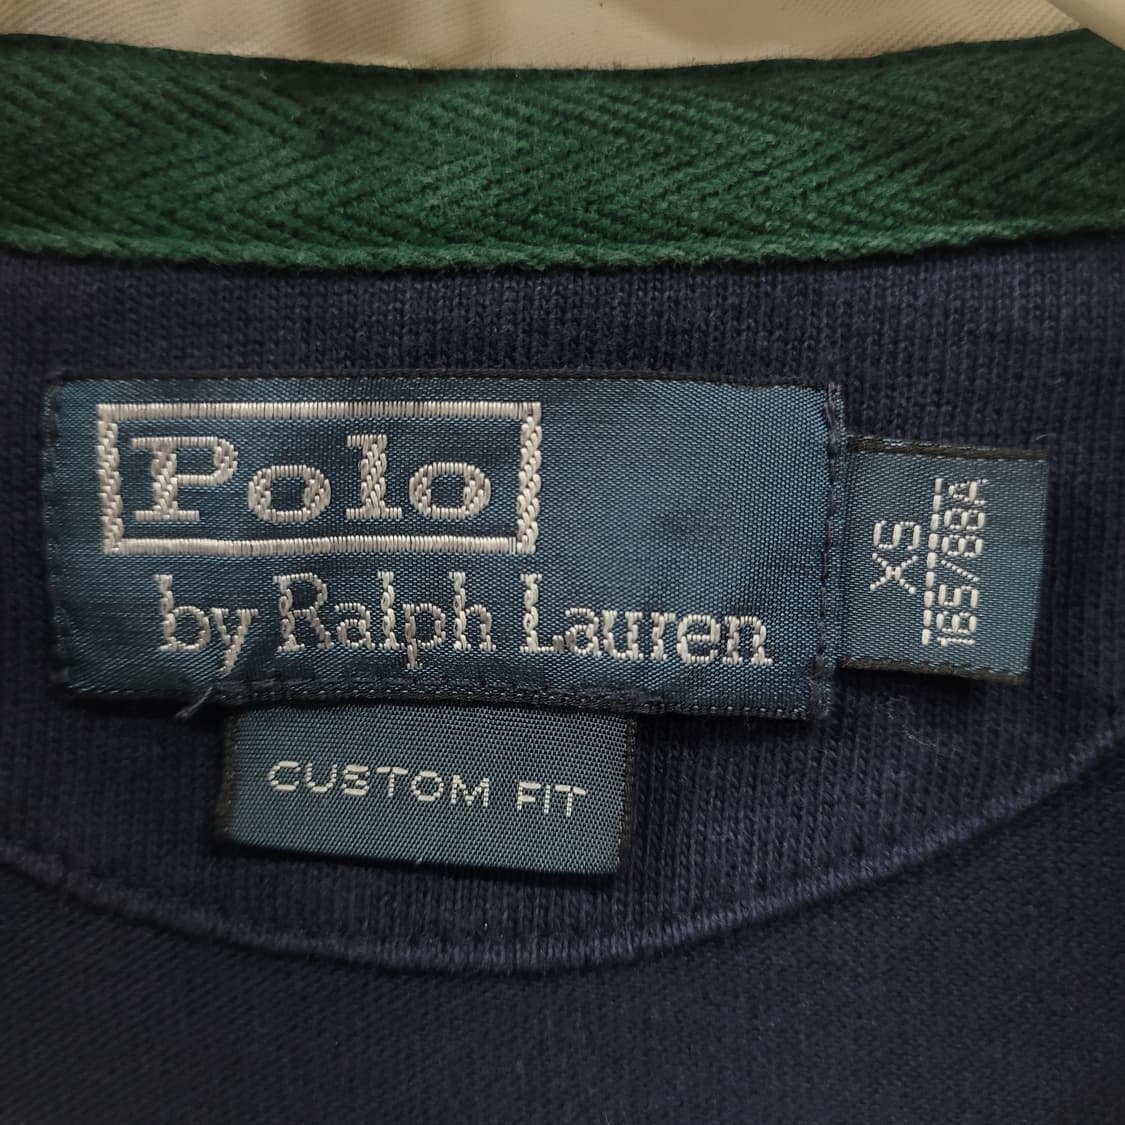 Polo
by Ralph Lauren
XS
165/88A
CUSTOM FIT